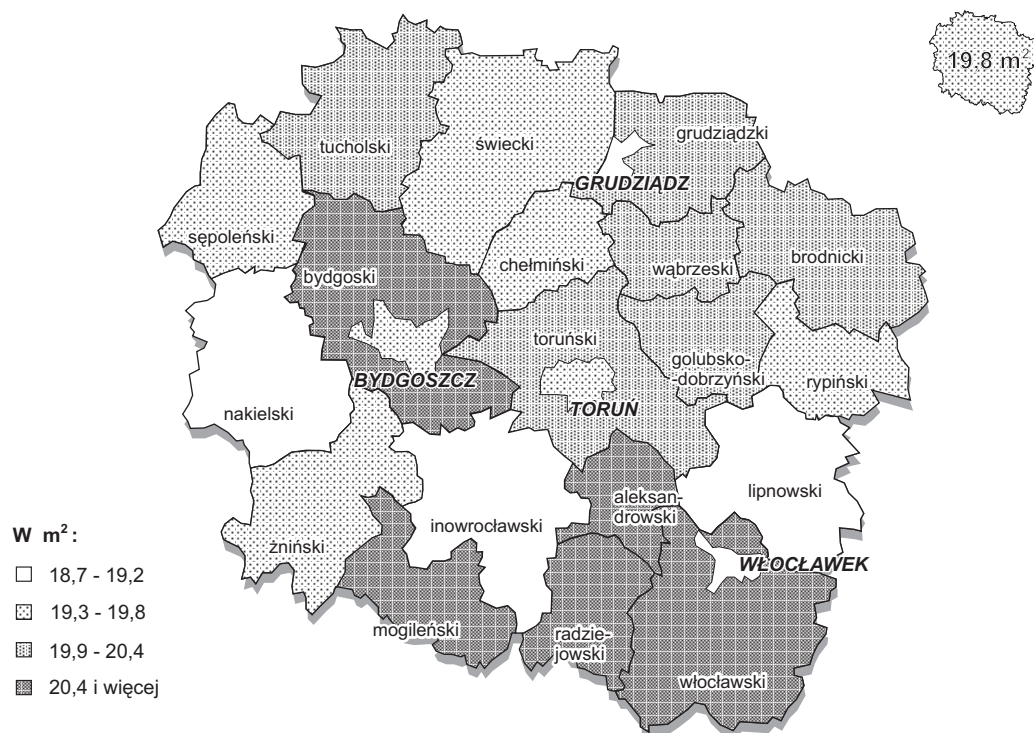 19.8 m²
tucholski
świecki
grudziądzki
GRUDZIĄDZ
sępoleński
bydgoski
chełmiński
wąbrzeski
brodnicki
toruński
golubsko-
-dobrzyński
rypiński
BYDGOSZCZ
TORUŃ
nakielski
aleksan-
drowski
lipnowski
inowrocławski
żniński
WŁOCŁAWEK
mogileński
radzie-
jowski
włocławski
W m²:
18,7 - 19,2
19,3 - 19,8
19,9 - 20,4
20,4 i więcej